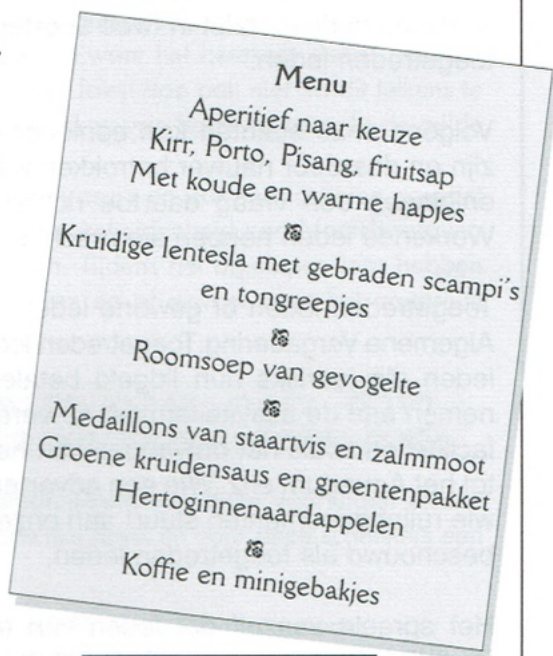 Menu
Aperitief naar keuze
Kirr, Porto, Pisang, fruitsap
Met koude en warme hapjes
Kruidige lentesla met gebraden scampi's
en tongreepjes
Roomsoep van gevogelte
Medaillons van staartvis en zalmmoot
Groene kruidensaus en groentenpakket
Hertoginnenaardappelen
Koffie en minigebakjes